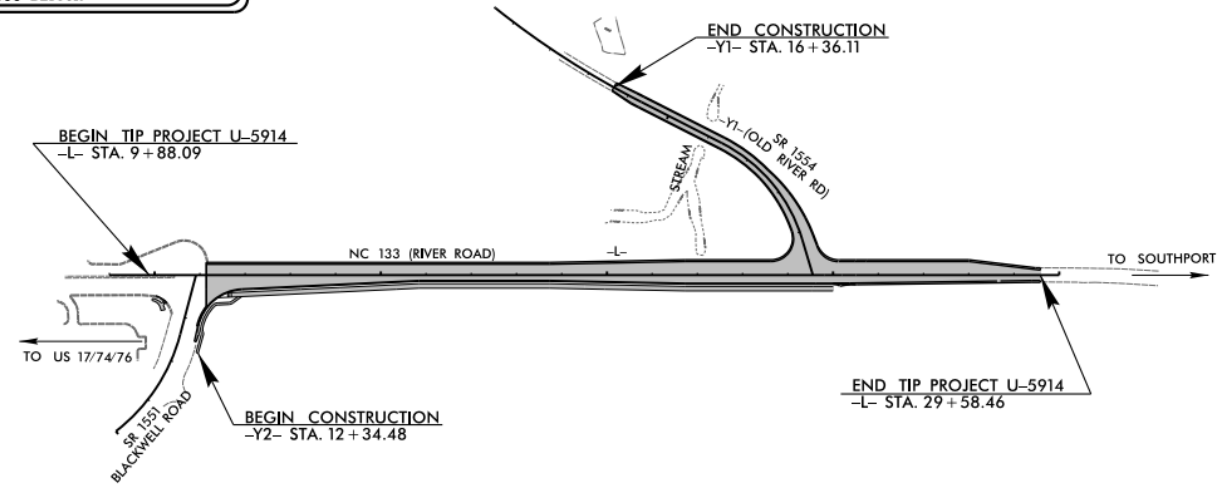 END CONSTRUCTION
-Y1- STA. 16+36.11
BEGIN TIP PROJECT U-5914
-L- STA. 9+88.09
SR 1554
-Y1-(OLD RIVER RD)
STREAM
NC 133 (RIVER ROAD)
-L-
TO SOUTHPORT
TO US 17/74/76
END TIP PROJECT U-5914
-L- STA. 29+58.46
SR 1551
BLACKWELL ROAD
BEGIN CONSTRUCTION
-Y2- STA. 12+34.48